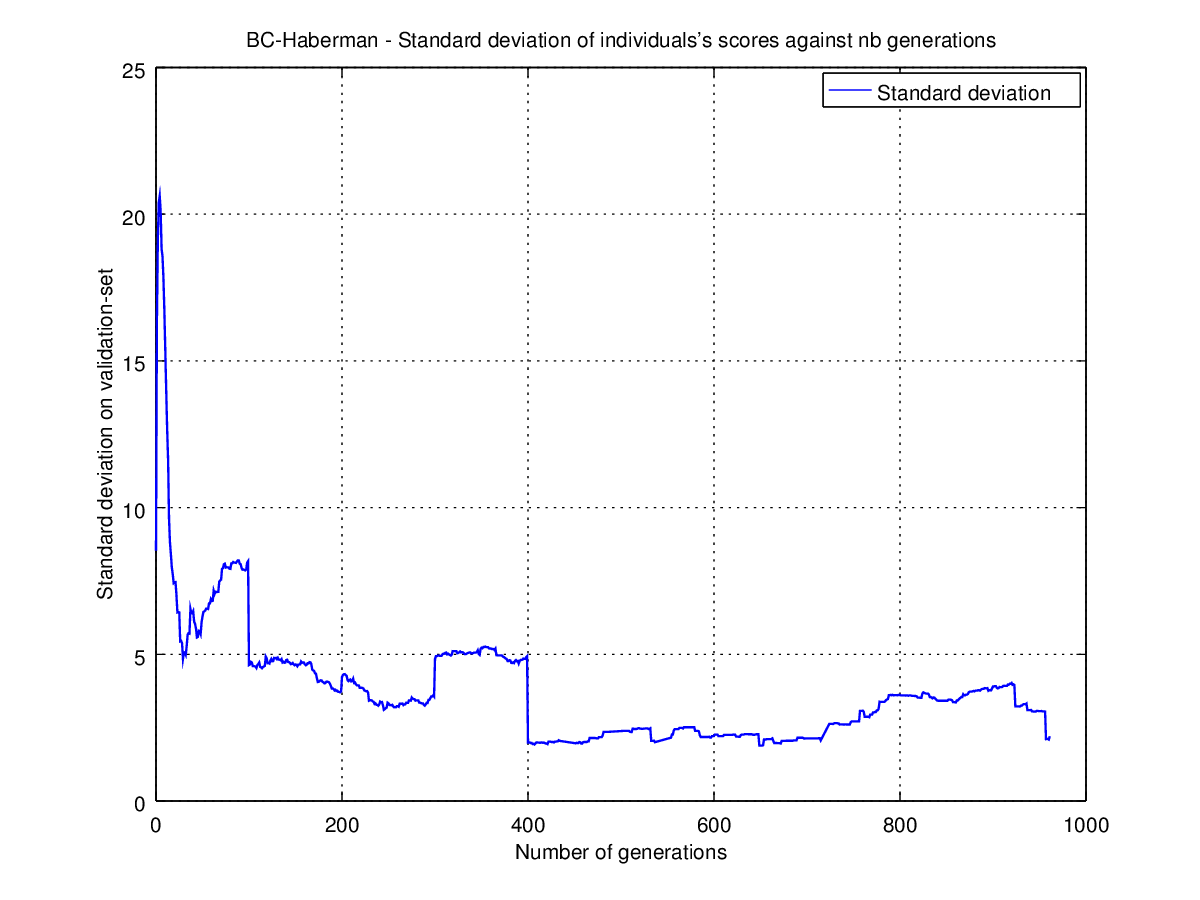 BC-Haberman - Standard deviation of individuals's scores against nb generations
25
Standard deviation
20
15
10
5
0
Standard deviation on validation-set
0 200 400 600 800 1000
Number of generations